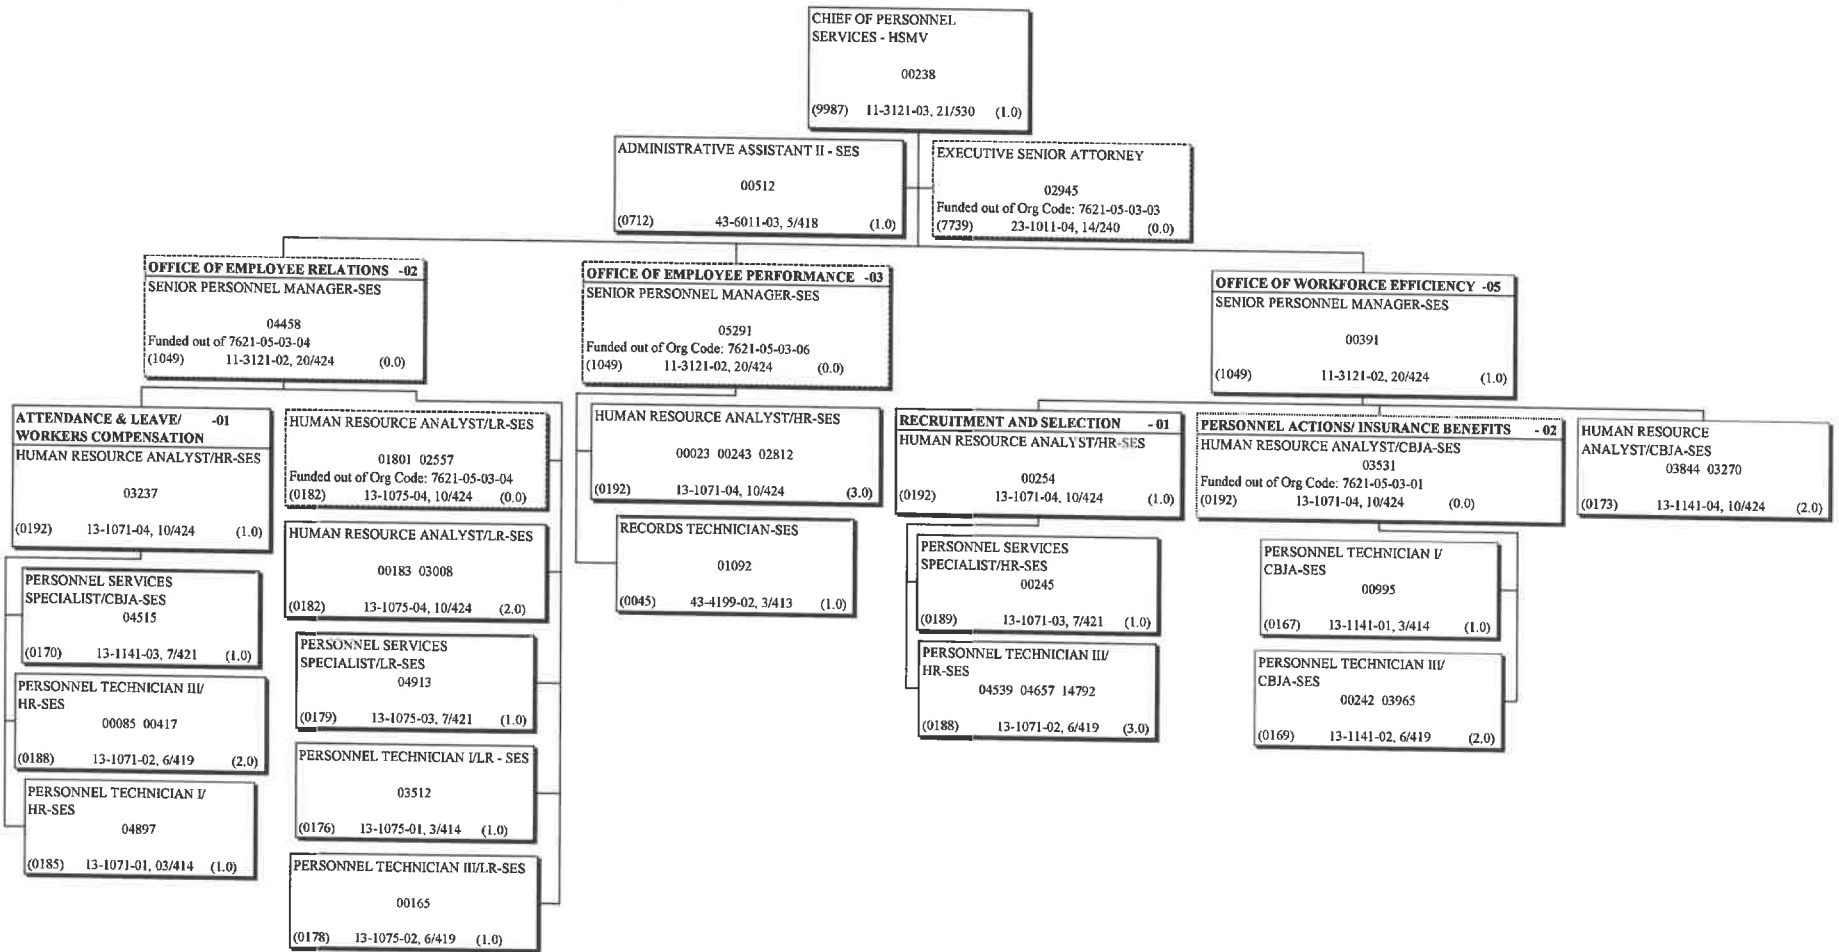 CHIEF OF PERSONNEL
SERVICES - HSMV
00238
(9987) 11-3121-03, 21/530 (1.0)
ADMINISTRATIVE ASSISTANT II - SES
00512
(0712) 43-6011-03, 5/418 (1.0)
EXECUTIVE SENIOR ATTORNEY
02945
Funded out of Org Code: 7621-05-03-03
(7739) 23-1011-04, 14/240 (0.0)
OFFICE OF EMPLOYEE RELATIONS -02
SENIOR PERSONNEL MANAGER-SES
04458
Funded out of 7621-05-03-04
(1049) 11-3121-02, 20/424 (0.0)
OFFICE OF EMPLOYEE PERFORMANCE -03
SENIOR PERSONNEL MANAGER-SES
05291
Funded out of Org Code: 7621-05-03-06
(1049) 11-3121-02, 20/424 (0.0)
OFFICE OF WORKFORCE EFFICIENCY -05
SENIOR PERSONNEL MANAGER-SES
00391
(1049) 11-3121-02, 20/424 (1.0)
ATTENDANCE & LEAVE/ -01
WORKERS COMPENSATION
HUMAN RESOURCE ANALYST/HR-SES
03237
(0192) 13-1071-04, 10/424 (1.0)
PERSONNEL SERVICES
SPECIALIST/CBJA-SES
04515
(0170) 13-1141-03, 7/421 (1.0)
PERSONNEL TECHNICIAN III/
HR-SES
00085 00417
(0188) 13-1071-02, 6/419 (2.0)
PERSONNEL TECHNICIAN I/
HR-SES
04897
(0185) 13-1071-01, 03/414 (1.0)
HUMAN RESOURCE ANALYST/LR-SES
01801 02557
Funded out of Org Code: 7621-05-03-04
(0182) 13-1075-04, 10/424 (0.0)
HUMAN RESOURCE ANALYST/LR-SES
00183 03008
(0182) 13-1075-04, 10/424 (2.0)
PERSONNEL SERVICES
SPECIALIST/LR-SES
04913
(0179) 13-1075-03, 7/421 (1.0)
PERSONNEL TECHNICIAN I/LR - SES
03512
(0176) 13-1075-01, 3/414 (1.0)
PERSONNEL TECHNICIAN III/LR-SES
00165
(0178) 13-1075-02, 6/419 (1.0)
HUMAN RESOURCE ANALYST/HR-SES
00023 00243 02812
(0192) 13-1071-04, 10/424 (3.0)
RECORDS TECHNICIAN-SES
01092
(0045) 43-4199-02, 3/413 (1.0)
RECRUITMENT AND SELECTION - 01
HUMAN RESOURCE ANALYST/HR-SES
00254
(0192) 13-1071-04, 10/424 (1.0)
PERSONNEL SERVICES
SPECIALIST/HR-SES
00245
(0189) 13-1071-03, 7/421 (1.0)
PERSONNEL TECHNICIAN III/
HR-SES
04539 04657 14792
(0188) 13-1071-02, 6/419 (3.0)
PERSONNEL ACTIONS/ INSURANCE BENEFITS - 02
HUMAN RESOURCE ANALYST/CBJA-SES
03531
Funded out of Org Code: 7621-05-03-01
(0192) 13-1071-04, 10/424 (0.0)
PERSONNEL TECHNICIAN I/
CBJA-SES
00995
(0167) 13-1141-01, 3/414 (1.0)
PERSONNEL TECHNICIAN III/
CBJA-SES
00242 03965
(0169) 13-1141-02, 6/419 (2.0)
HUMAN RESOURCE
ANALYST/CBJA-SES
03844 03270
(0173) 13-1141-04, 10/424 (2.0)